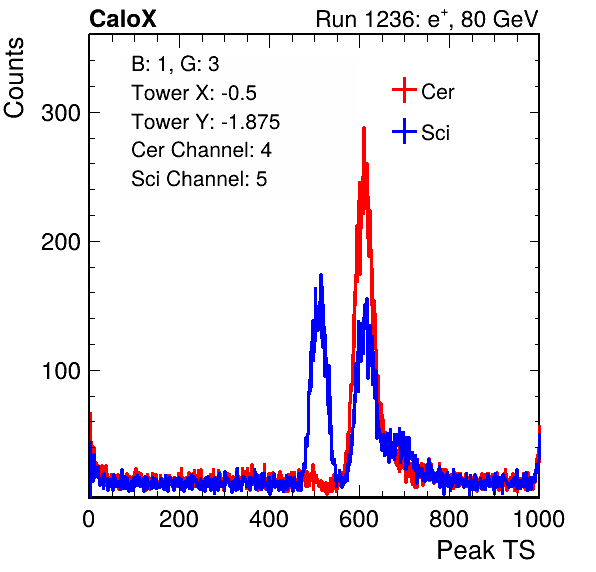 CaloX
Run 1236: e⁺, 80 GeV
Counts
B: 1, G: 3
Tower X: -0.5
Tower Y: -1.875
Cer Channel: 4
Sci Channel: 5
Cer
Sci
300
200
100
0 200 400 600 800 1000
Peak TS